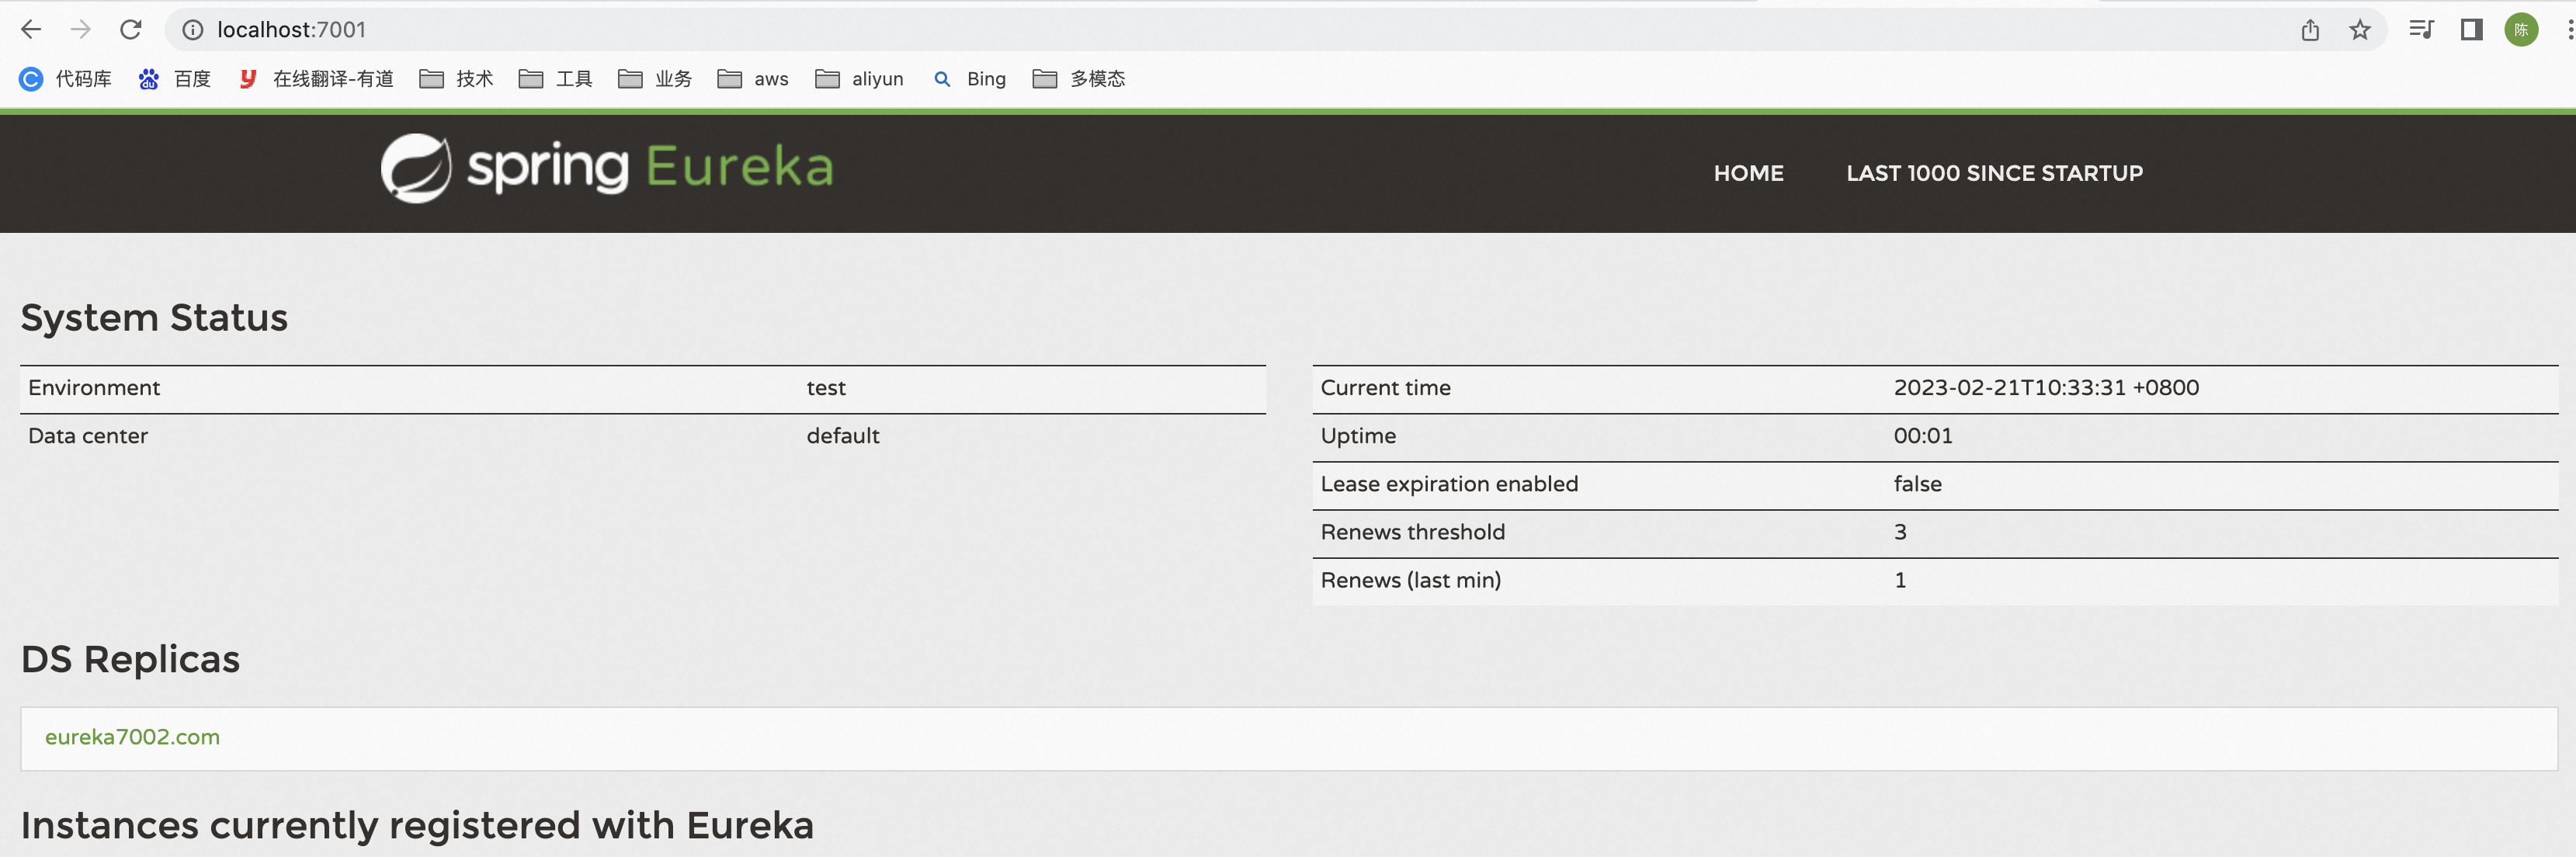 localhost:7001
陈
代码库 百度 在线翻译-有道 技术 工具 业务 aws aliyun Bing 多模态
spring Eureka HOME LAST 1000 SINCE STARTUP
System Status
Environment test
Data center default
Current time 2023-02-21T10:33:31 +0800
Uptime 00:01
Lease expiration enabled false
Renews threshold 3
Renews (last min) 1
DS Replicas
eureka7002.com
Instances currently registered with Eureka